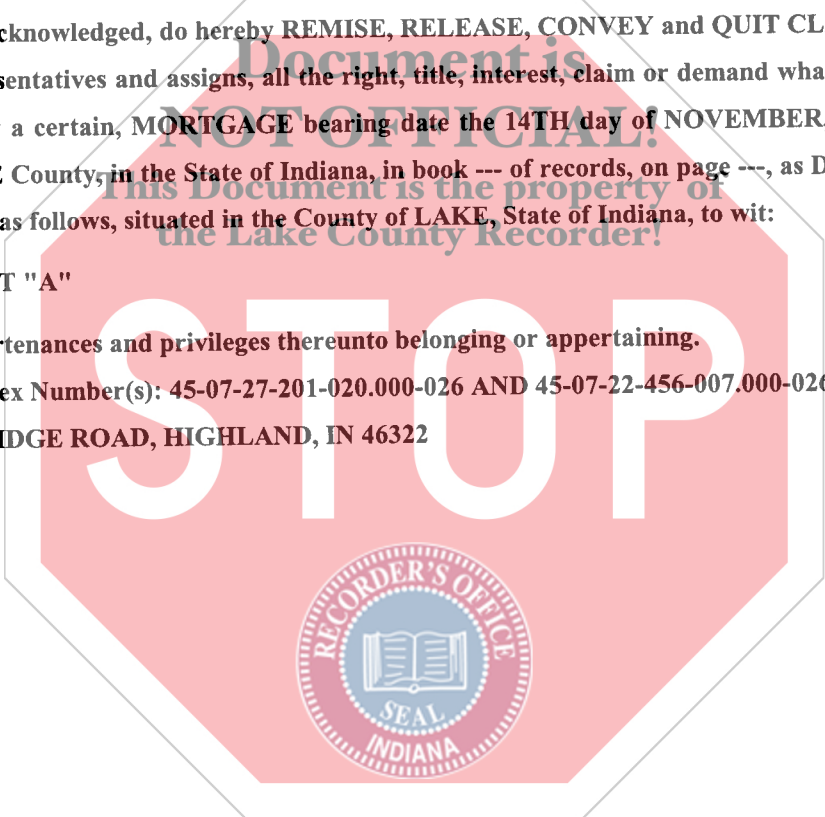 cknowledged, do hereby REMISE, RELEASE, CONVEY and QUIT CL
Document is
sentatives and assigns, all the right, title, interest, claim or demand wha
NOT OFFICIAL!
a certain, MORTGAGE bearing date the 14TH day of NOVEMBER
County, in the State of Indiana, in book --- of records, on page ---, as D
This Document is the property of
as follows, situated in the County of LAKE, State of Indiana, to wit:
the Lake County Recorder!
T "A"
rtenances and privileges thereunto belonging or appertaining.
ex Number(s): 45-07-27-201-020.000-026 AND 45-07-22-456-007.000-026
IDGE ROAD, HIGHLAND, IN 46322
STOP
RECORDER'S OFFICE
SEAL
INDIANA